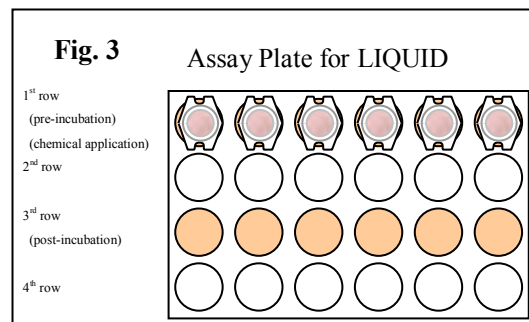 Fig. 3
Assay Plate for LIQUID
1st row
(pre-incubation)
(chemical application)
2nd row
3rd row
(post-incubation)
4th row